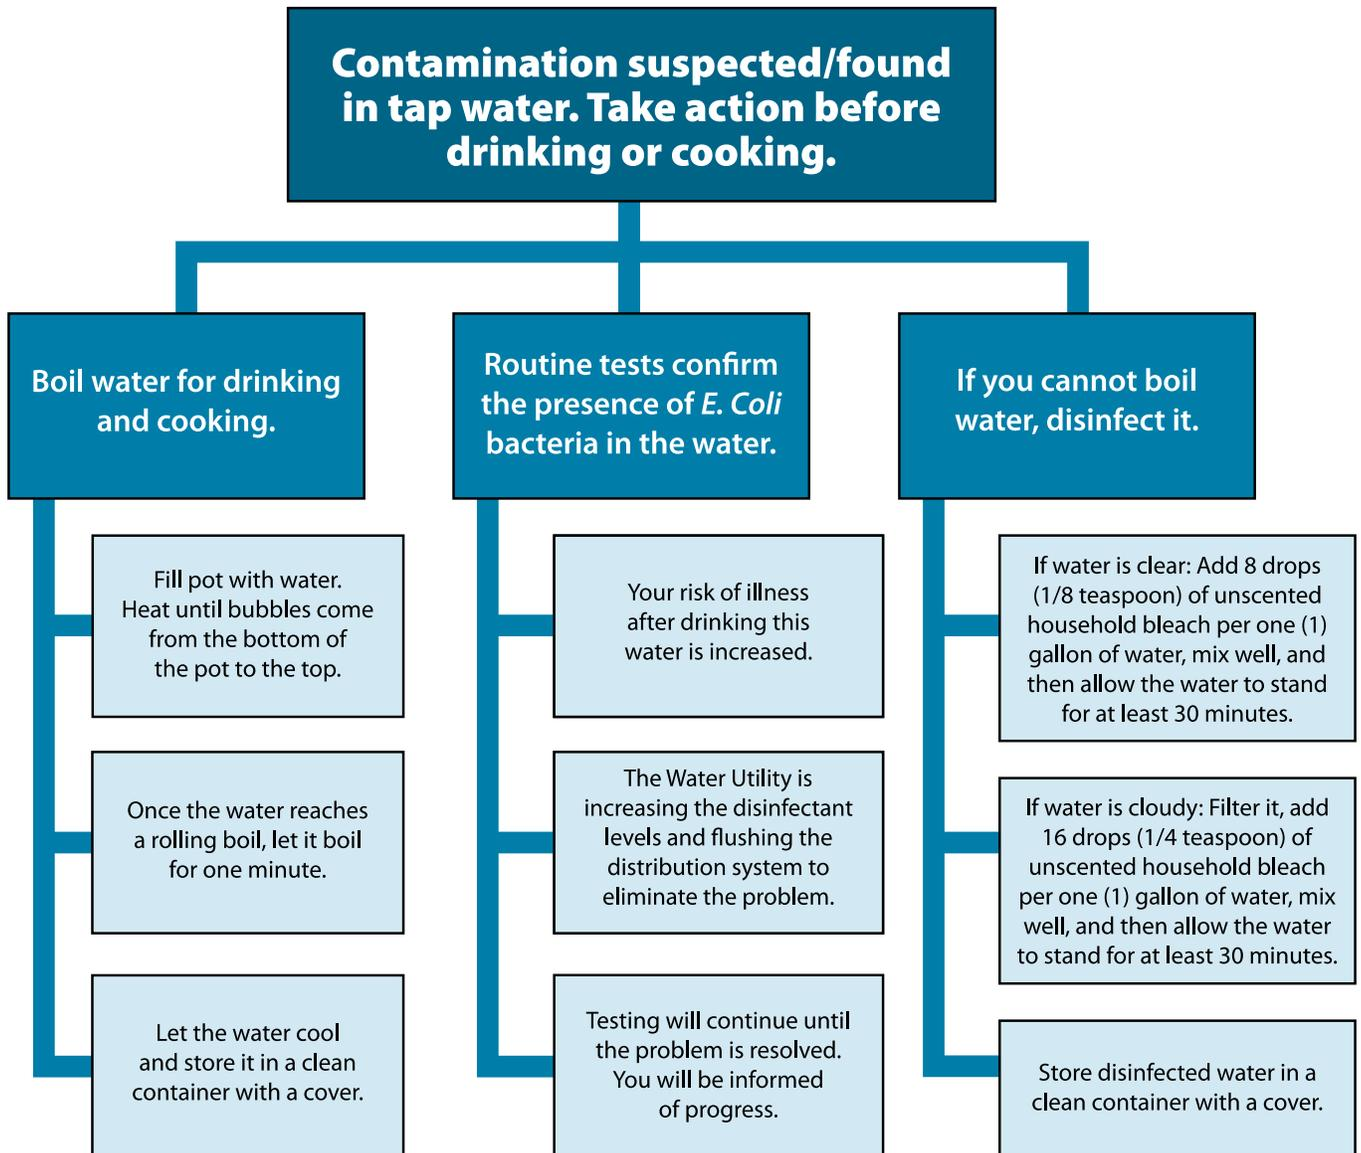 Contamination suspected/found
in tap water. Take action before
drinking or cooking.
Boil water for drinking
and cooking.
Fill pot with water.
Heat until bubbles come
from the bottom of
the pot to the top.
Once the water reaches
a rolling boil, let it boil
for one minute.
Let the water cool
and store it in a clean
container with a cover.
Routine tests confirm
the presence of E. Coli
bacteria in the water.
Your risk of illness
after drinking this
water is increased.
The Water Utility is
increasing the disinfectant
levels and flushing the
distribution system to
eliminate the problem.
Testing will continue until
the problem is resolved.
You will be informed
of progress.
If you cannot boil
water, disinfect it.
If water is clear: Add 8 drops
(1/8 teaspoon) of unscented
household bleach per one (1)
gallon of water, mix well, and
then allow the water to stand
for at least 30 minutes.
If water is cloudy: Filter it, add
16 drops (1/4 teaspoon) of
unscented household bleach
per one (1) gallon of water, mix
well, and then allow the water
to stand for at least 30 minutes.
Store disinfected water in a
clean container with a cover.